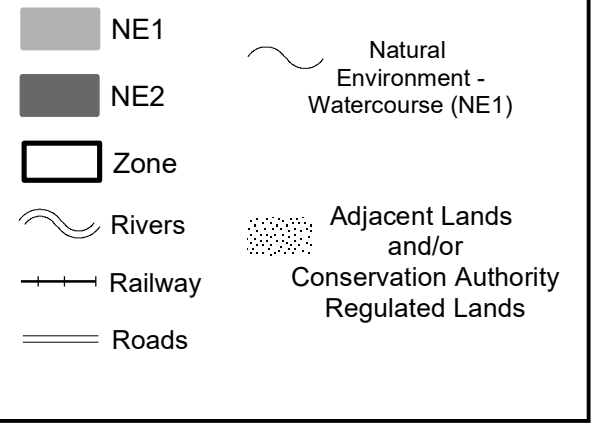 NE1
NE2
Zone
Rivers
Railway
Roads
Natural
Environment -
Watercourse (NE1)
Adjacent Lands
and/or
Conservation Authority
Regulated Lands